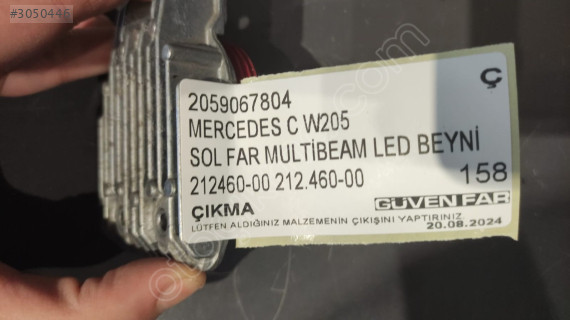 #3050446
2059067804
Ç
MERCEDES C W205
SOL FAR MULTİBEAM LED BEYNİ
212460-00 212.460-00
158
ÇIKMA
GÜVEN FAR
LÜTFEN ALDIĞINIZ MALZEMENİN ÇIKIŞINI YAPTIRINIZ.
20.08.2024